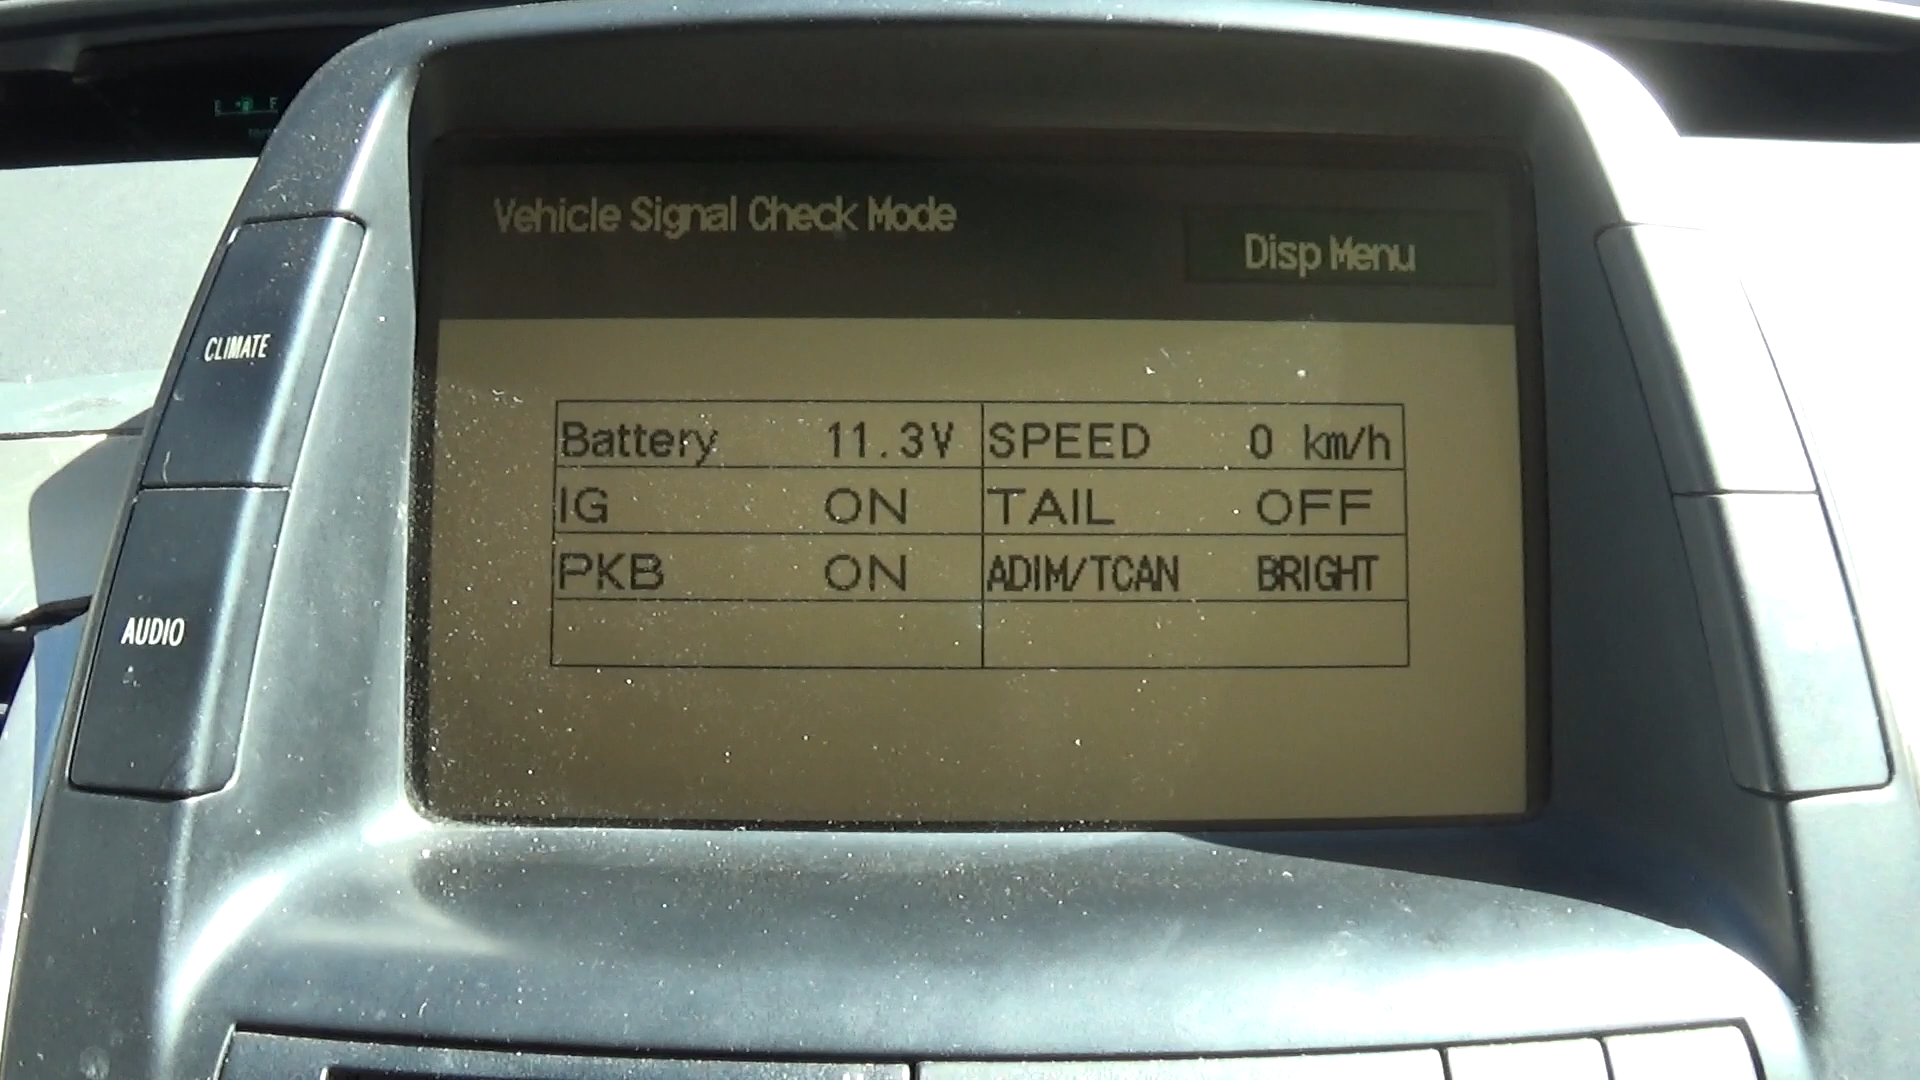 E F
Vehicle Signal Check Mode
Disp Menu
CLIMATE
Battery 11.3V SPEED 0 km/h
IG ON TAIL OFF
PKB ON ADIM/TCAN BRIGHT
AUDIO